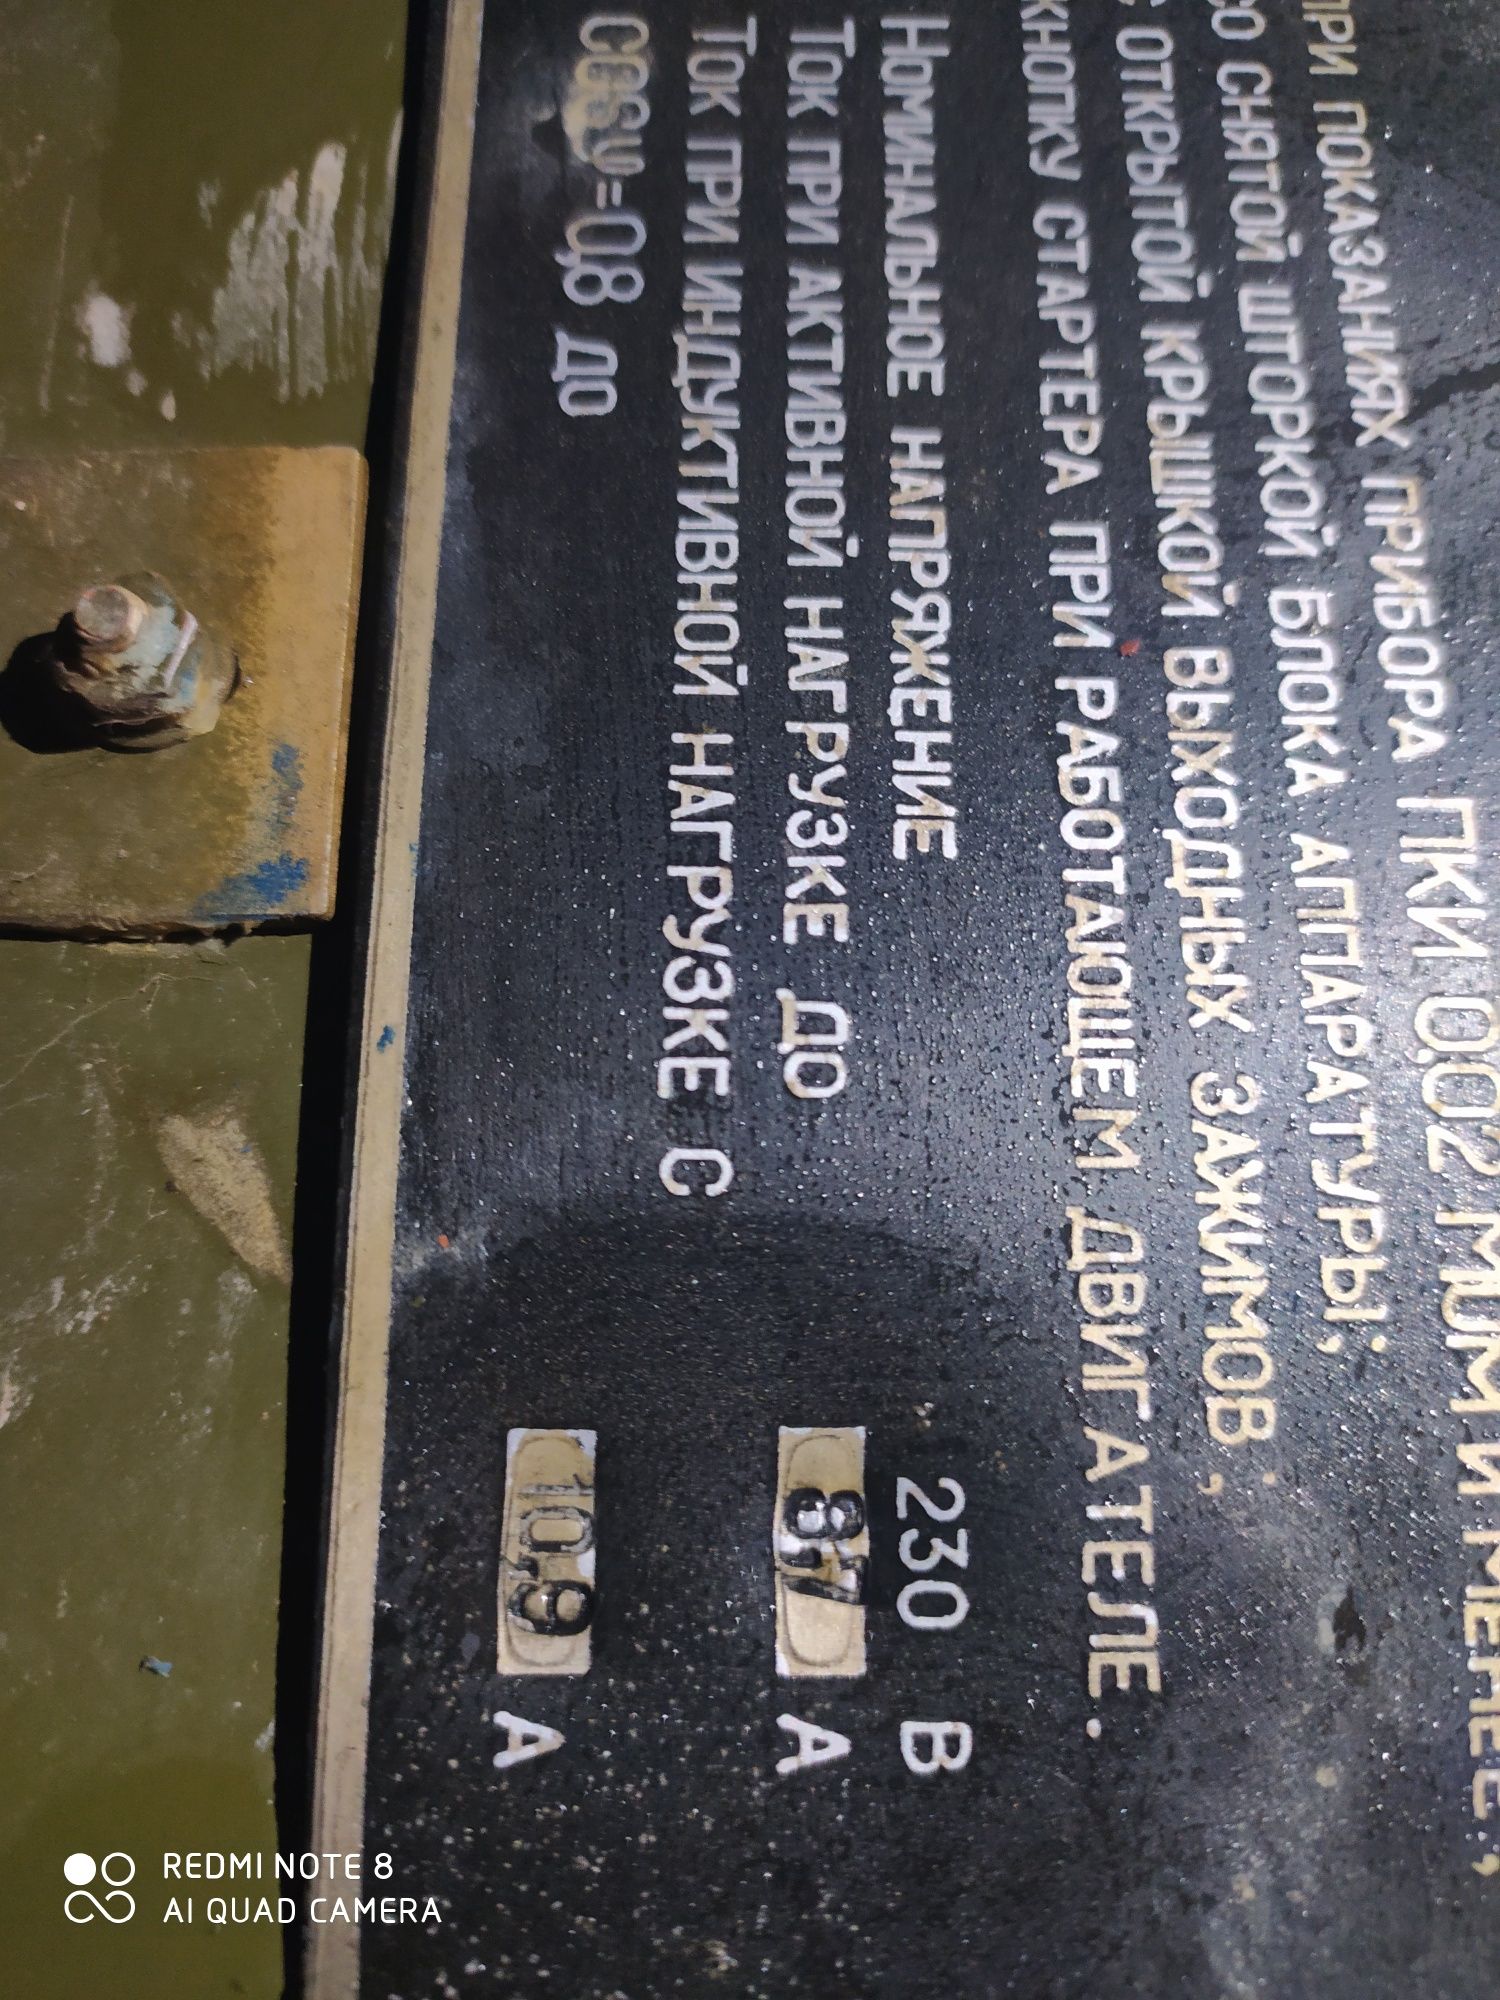 ПРИ ПОКАЗАНИЯХ ПРИБОРА ПКИ 0,02 МОМ И МЕНЕЕ;
СО СНЯТОЙ ШТОРКОЙ БЛОКА АППАРАТУРЫ;
С ОТКРЫТОЙ КРЫШКОЙ ВЫХОДНЫХ ЗАЖИМОВ;
КНОПКУ СТАРТЕРА ПРИ РАБОТАЮЩЕМ ДВИГАТЕЛЕ.
НОМИНАЛЬНОЕ НАПРЯЖЕНИЕ 230 В
ТОК ПРИ АКТИВНОЙ НАГРУЗКЕ ДО 8,7 А
ТОК ПРИ ИНДУКТИВНОЙ НАГРУЗКЕ С
COSφ=0,8 ДО 10,9 А
REDMI NOTE 8
AI QUAD CAMERA